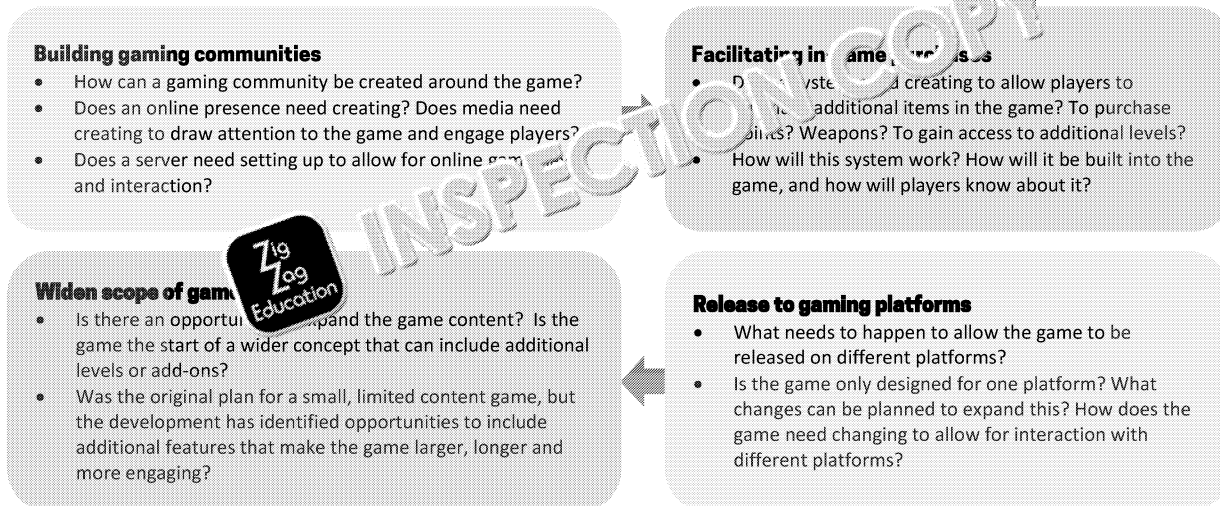 Building gaming communities
• How can a gaming community be created around the game?
• Does an online presence need creating? Does media need
creating to draw attention to the game and engage players?
• Does a server need setting up to allow for online
and interaction?
Facilitating in-game purchases
• creating to allow players to
additional items in the game? To purchase
points? Weapons? To gain access to additional levels?
• How will this system work? How will it be built into the
game, and how will players know about it?
INSPECTION COPY
Zig
Zag
Education
Widen scope of game
• Is there an expand the game content? Is the
game the start of a wider concept that can include additional
levels or add-ons?
• Was the original plan for a small, limited content game, but
the development has identified opportunities to include
additional features that make the game larger, longer and
more engaging?
Release to gaming platforms
• What needs to happen to allow the game to be
released on different platforms?
• Is the game only designed for one platform? What
changes can be planned to expand this? How does the
game need changing to allow for interaction with
different platforms?